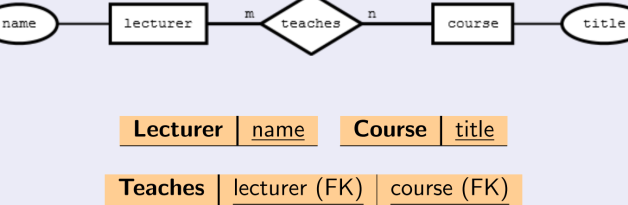 name lecturer m teaches n course title
Lecturer name Course title
Teaches lecturer (FK) course (FK)